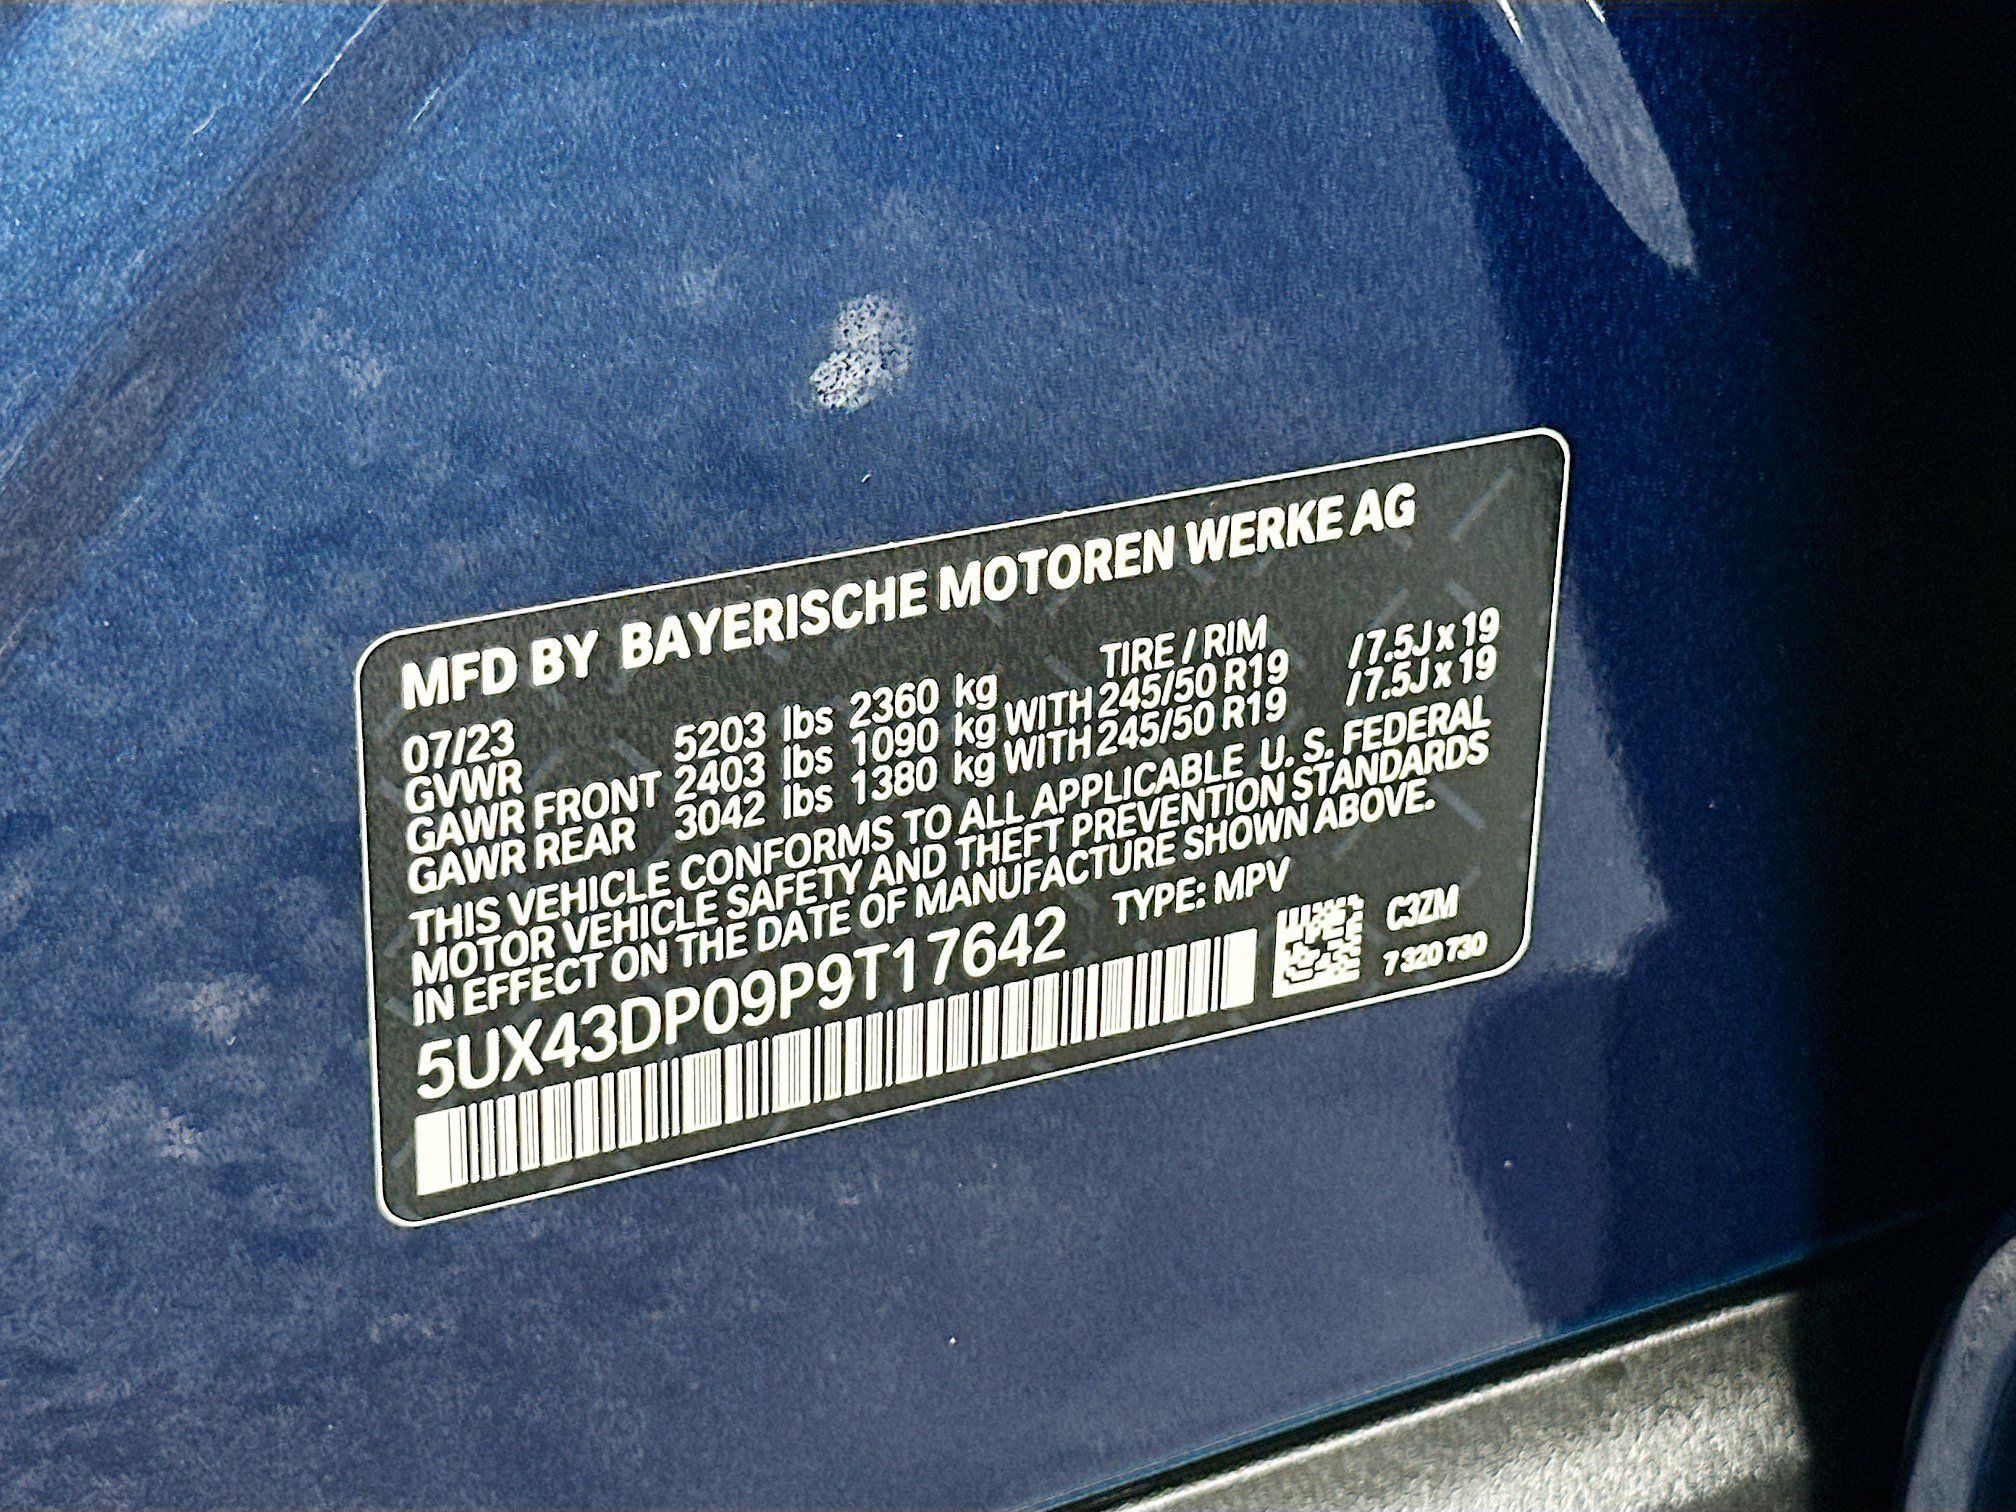 MFD BY BAYERISCHE MOTOREN WERKE AG
07/23 TIRE / RIM
GVWR 5203 lbs 2360 kg
GAWR FRONT 2403 lbs 1090 kg WITH 245/50 R19 / 7.5J x 19
GAWR REAR 3042 lbs 1380 kg WITH 245/50 R19 / 7.5J x 19
THIS VEHICLE CONFORMS TO ALL APPLICABLE U. S. FEDERAL
MOTOR VEHICLE SAFETY AND THEFT PREVENTION STANDARDS
IN EFFECT ON THE DATE OF MANUFACTURE SHOWN ABOVE.
5UX43DP09P9T17642 TYPE: MPV
C3ZM
7 320 730